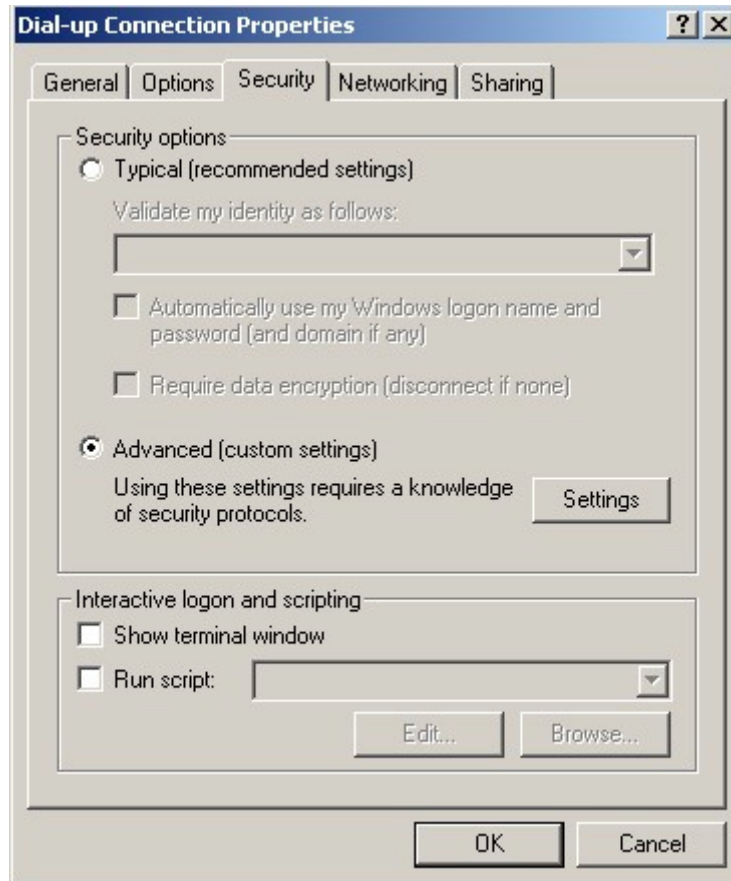 Dial-up Connection Properties
General Options Security Networking Sharing
Security options
Typical (recommended settings)
Validate my identity as follows:
Automatically use my Windows logon name and
password (and domain if any)
Require data encryption (disconnect if none)
Advanced (custom settings)
Using these settings requires a knowledge
of security protocols.
Settings
Interactive logon and scripting
Show terminal window
Run script:
Edit... Browse...
OK Cancel